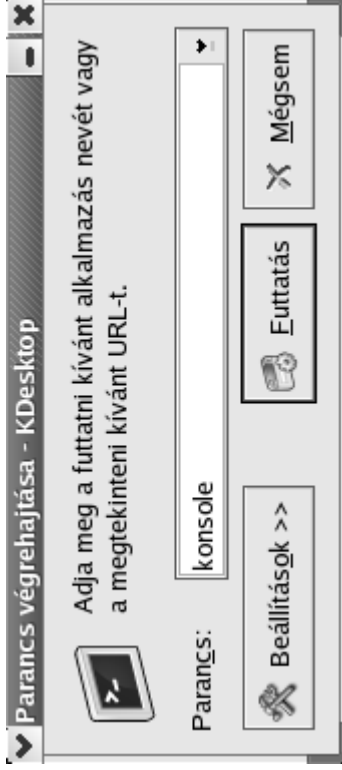 Parancs végrehajtása - KDesktop
Adja meg a futtatni kívánt alkalmazás nevét vagy
a megtekinteni kívánt URL-t.
Parancs: konsole
Beállítások >> Futtatás Mégsem